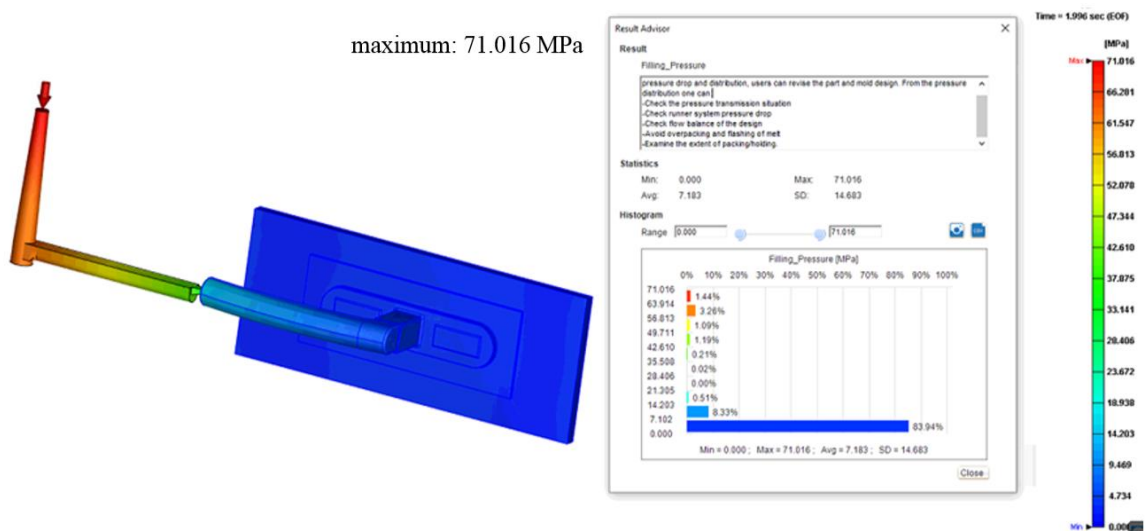 maximum: 71.016 MPa
Result Advisor
Result
Filling_Pressure
pressure drop and distribution, users can revise the part and mold design. From the pressure
distribution one can
-Check the pressure transmission situation
-Check runner system pressure drop
-Check flow balance of the design
-Avoid overpacking and flashing of melt
-Examine the extent of packing/holding.
Statistics
Min: 0.000 Max: 71.016
Avg: 7.183 SD: 14.683
Histogram
Range 0.000 71.016
Filling_Pressure [MPa]
0% 10% 20% 30% 40% 50% 60% 70% 80% 90% 100%
71.016
1.44%
63.914
3.26%
56.813
1.09%
49.711
1.19%
42.610
0.21%
35.508
0.02%
28.406
0.00%
21.305
0.51%
14.203
8.33%
7.102
83.94%
0.000
Min = 0.000 ; Max = 71.016 ; Avg = 7.183 ; SD = 14.683
Close
Time = 1.996 sec (EOF)
[MPa]
Max 71.016
66.281
61.547
56.813
52.078
47.344
42.610
37.875
33.141
28.406
23.672
18.938
14.203
9.469
4.734
Min